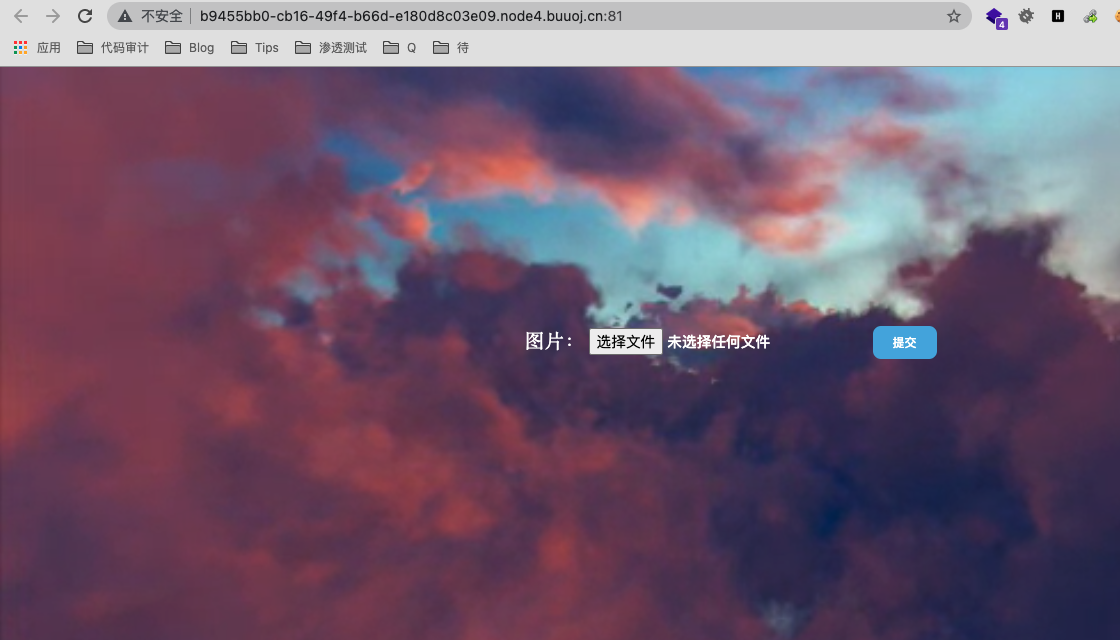 不安全 b9455bb0-cb16-49f4-b66d-e180d8c03e09.node4.buuoj.cn:81
4
H
应用 代码审计 Blog Tips 渗透测试 Q 待
图片： 选择文件 未选择任何文件 提交